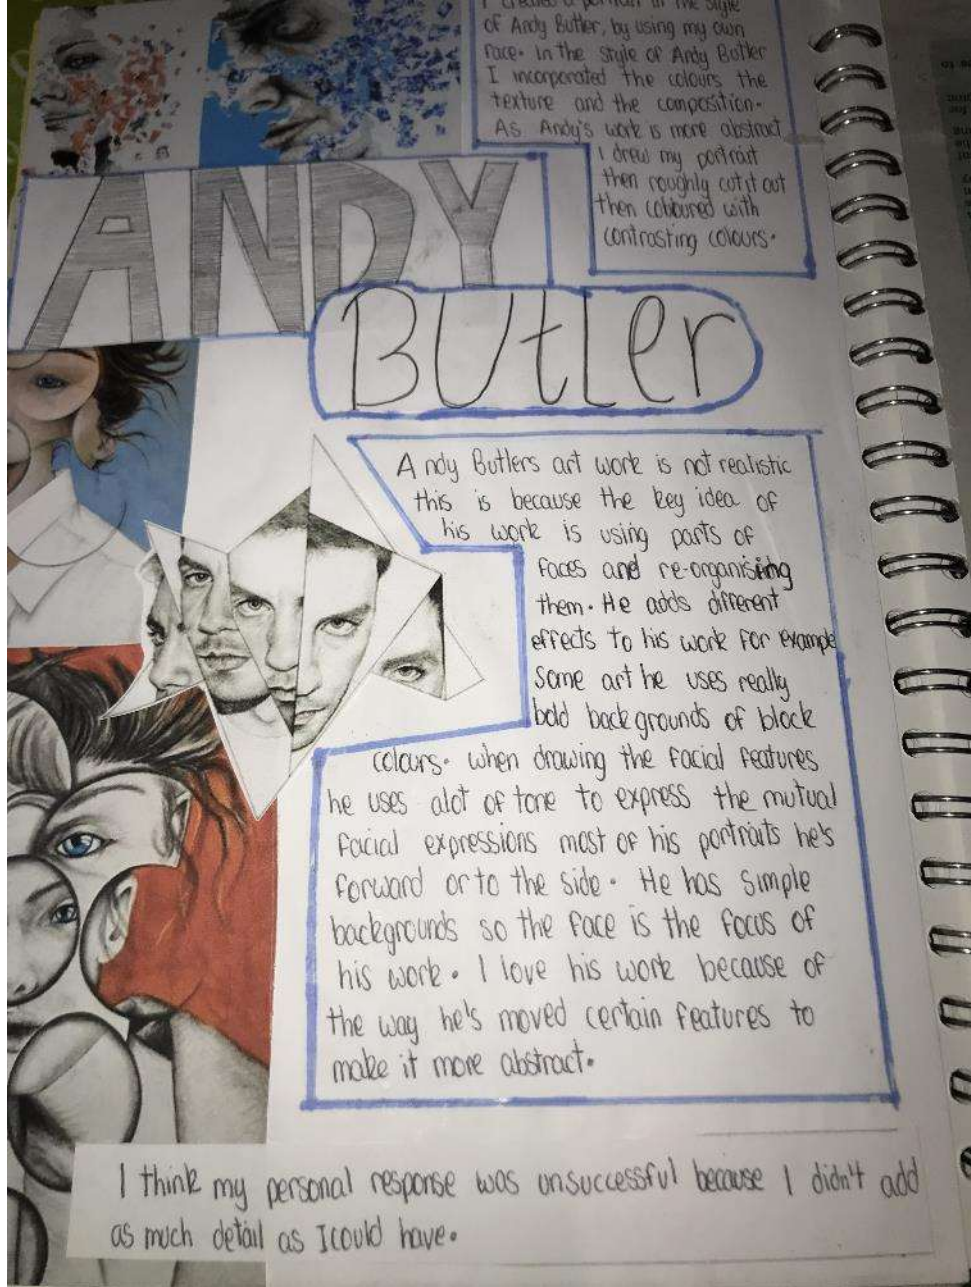 I created a portrait in the style
of Andy Butler, by using my own
face. In the style of Andy Butler
I incorporated the colours the
texture and the composition.
As Andy's work is more abstract
I drew my portrait
then roughly cut it out
then coloured with
contrasting colours.
ANDY
BUtLer
Andy Butlers art work is not realistic
this is because the key idea of
his work is using parts of
faces and re-organising
them. He adds different
effects to his work for example
Some art he uses really
bold backgrounds of block
colours. when drawing the facial features
he uses alot of tone to express the mutual
facial expressions most of his portraits he's
forward or to the side. He has simple
backgrounds so the face is the focus of
his work. I love his work because of
the way he's moved certain features to
make it more abstract.
I think my personal response was unsuccessful because I didn't add
as much detail as I could have.